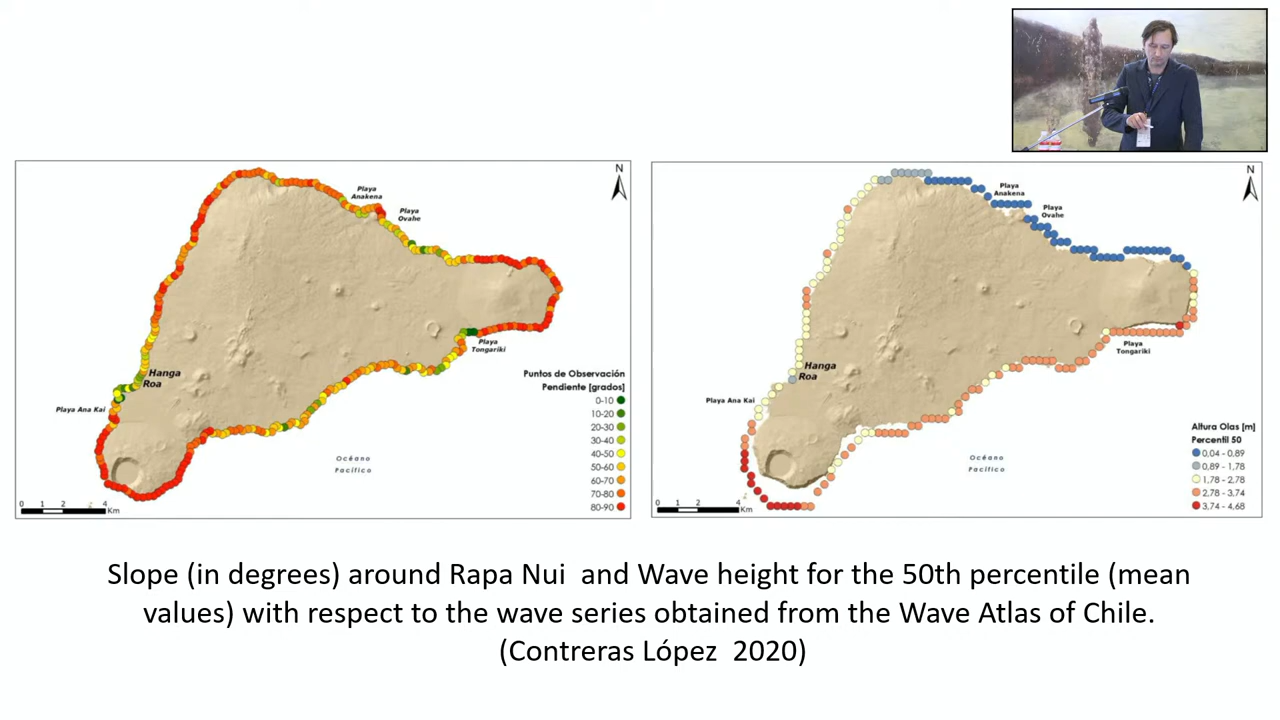 N
Playa
Anakena
Playa
Ovahe
Playa
Tongariki
Hanga
Roa
Playa Ana Kai
Océano
Pacífico
Puntos de Observación
Pendiente [grados]
0-10
10-20
20-30
30-40
40-50
50-60
60-70
70-80
80-90
0 1 2 4
Km
N
Playa
Anakena
Playa
Ovahe
Playa
Tongariki
Hanga
Roa
Playa Ana Kai
Océano
Pacífico
Altura Olas [m]
Percentil 50
0,04 - 0,89
0,89 - 1,78
1,78 - 2,78
2,78 - 3,74
3,74 - 4,68
0 1 2 4
Km
Slope (in degrees) around Rapa Nui and Wave height for the 50th percentile (mean
values) with respect to the wave series obtained from the Wave Atlas of Chile.
(Contreras López 2020)